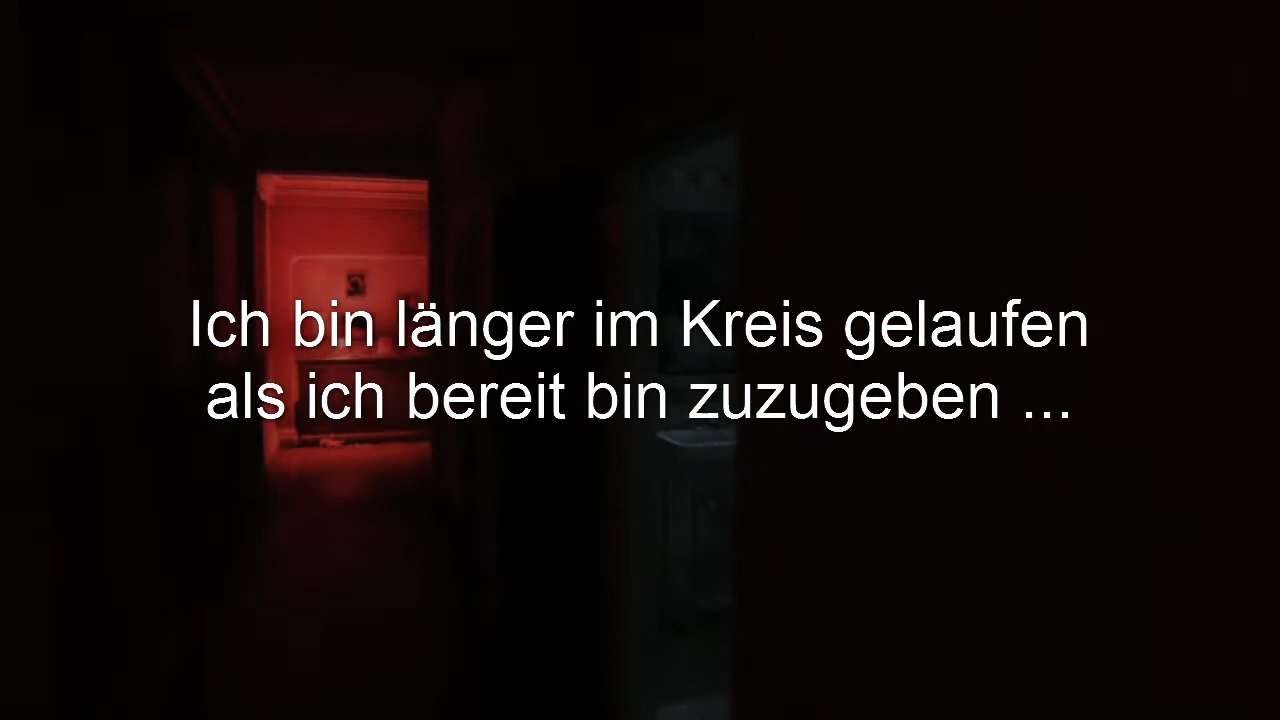 Ich bin länger im Kreis gelaufen
als ich bereit bin zuzugeben ...